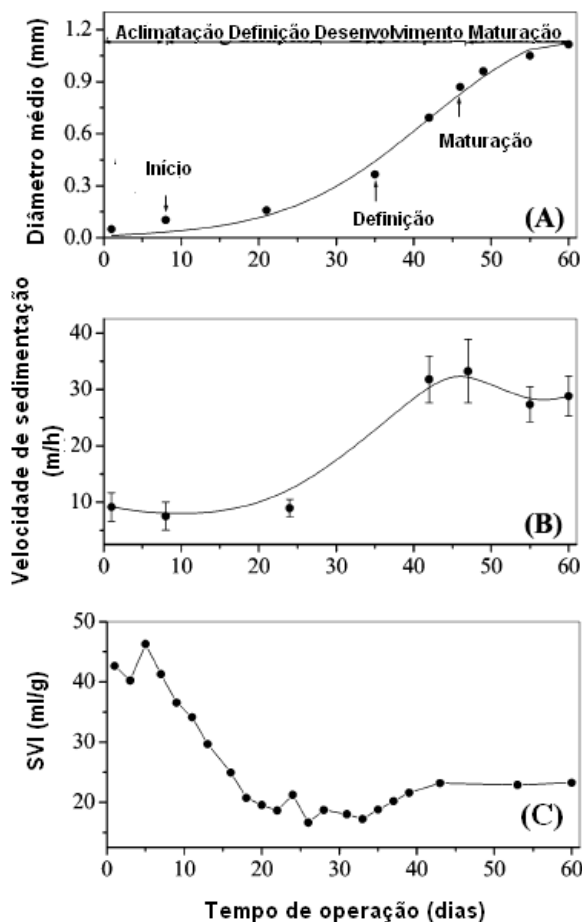 Aclimatação Definição Desenvolvimento Maturação
Diâmetro médio (mm)
1.2
0.9
0.6
0.3
0.0
Início
Definição
Maturação
(A)
0 10 20 30 40 50 60
Velocidade de sedimentação
(m/h)
40
30
20
10
(B)
0 10 20 30 40 50 60
SVI (ml/g)
50
40
30
20
(C)
0 10 20 30 40 50 60
Tempo de operação (dias)